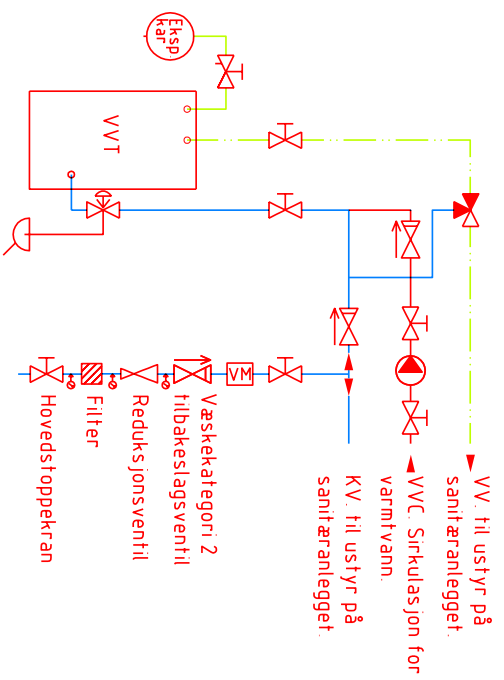 Eksp.
kar
VVT
VM
Hovedstoppekran
Filter
Reduksjonsventil
Væskekategori 2
tilbakeslagsventil
KV. til ustyr på
sanitæranlegget.
VVC. Sirkulasjon for
varmtvann.
VV. til ustyr på
sanitæranlegget.